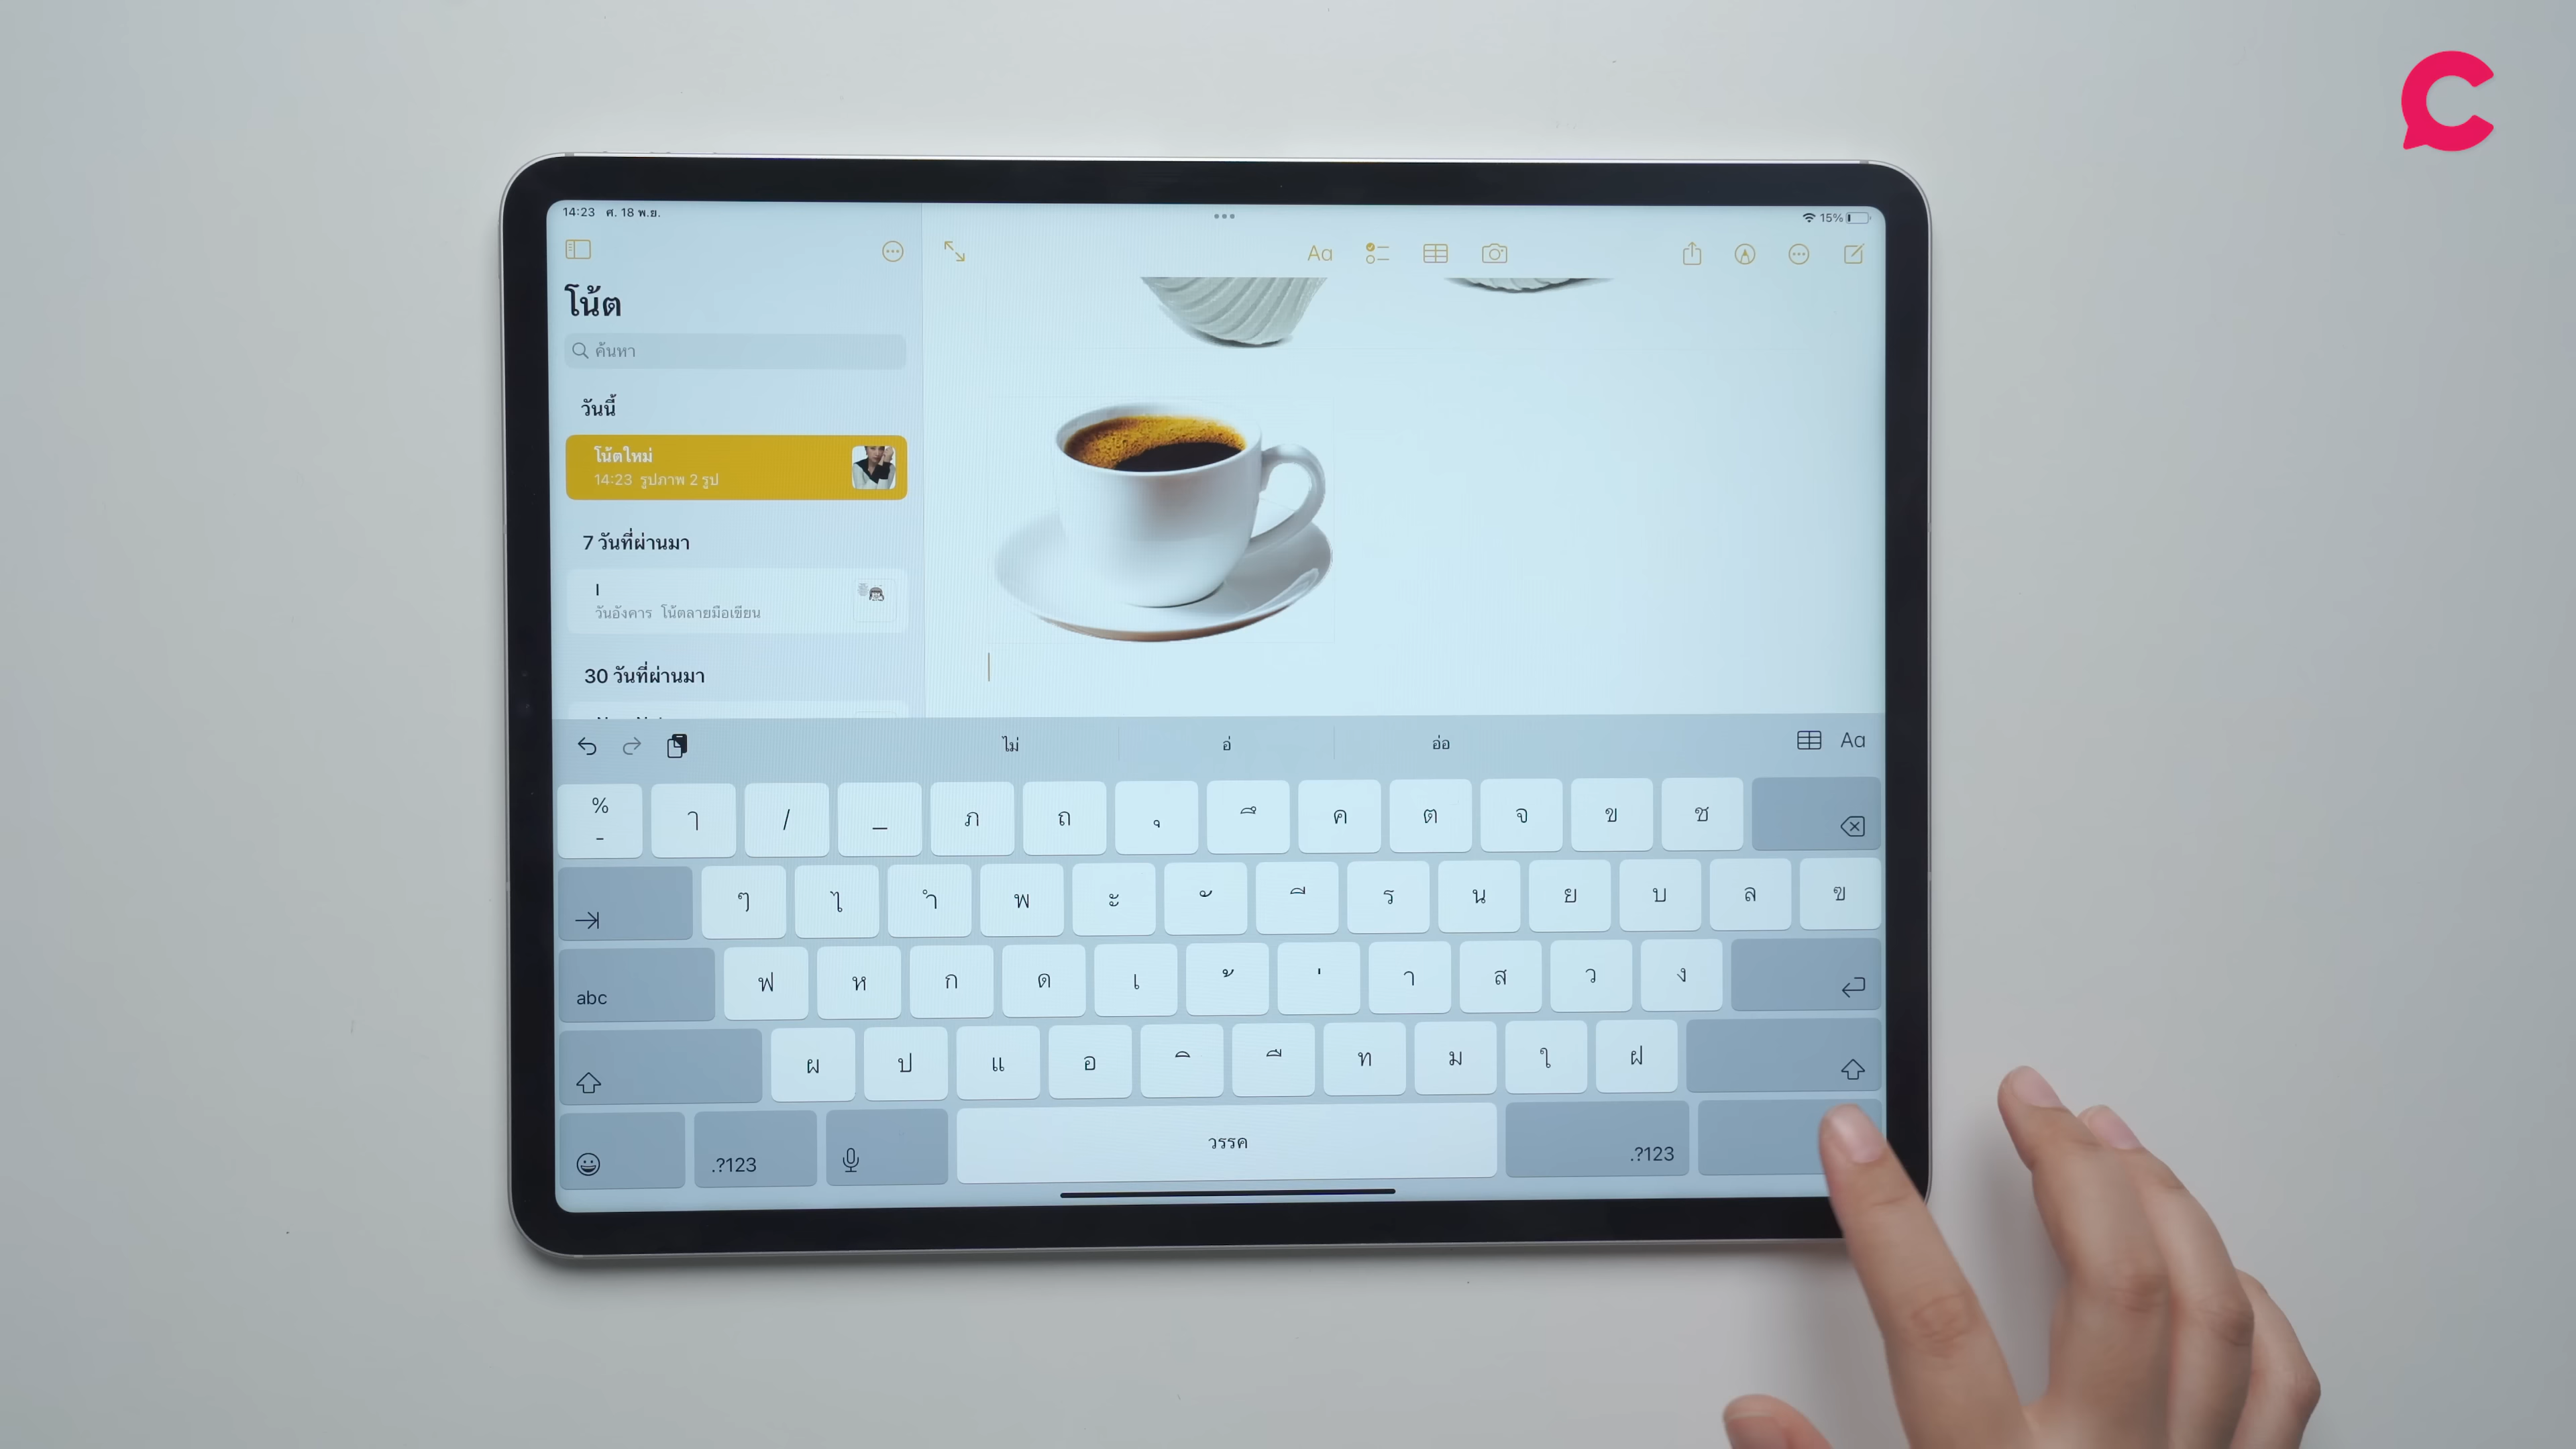 14:23 ศ. 18 พ.ย.
15%
Aa
โน้ต
ค้นหา
วันนี้
โน้ตใหม่
14:23 รูปภาพ 2 รูป
7 วันที่ผ่านมา
l
วันอังคาร โน้ตลายมือเขียน
30 วันที่ผ่านมา
ไม่ อ่ อ่อ
Aa
%
- ๅ / _ ภ ถ ุ ึ ค ต จ ข ช
ๆ ไ ำ พ ะ ั ี ร น ย บ ล ฃ
abc ฟ ห ก ด เ ้ ่ า ส ว ง
ผ ป แ อ ิ ื ท ม ใ ฝ
.?123 วรรค .?123